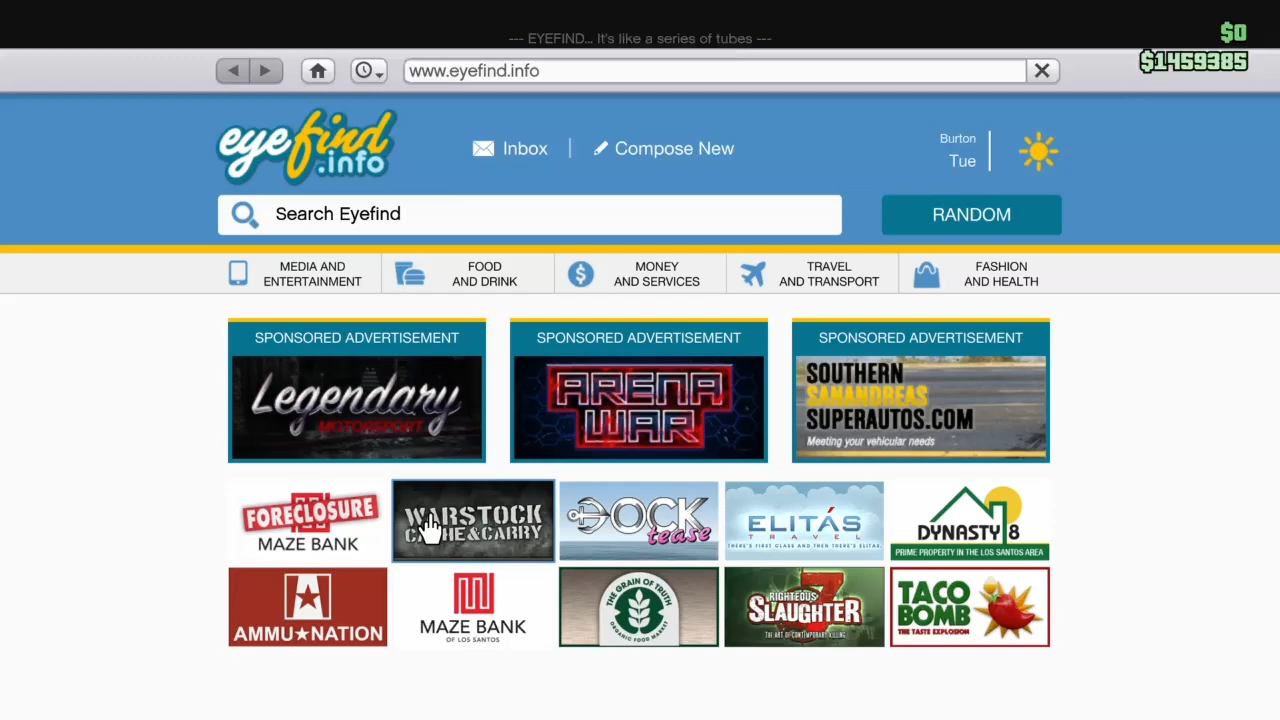 --- EYEFIND... It's like a series of tubes ---
$0
$1459385
www.eyefind.info
eyefind
.info
Inbox
Compose New
Burton
Tue
Search Eyefind
RANDOM
MEDIA AND
ENTERTAINMENT
FOOD
AND DRINK
MONEY
AND SERVICES
TRAVEL
AND TRANSPORT
FASHION
AND HEALTH
SPONSORED ADVERTISEMENT
Legendary
MOTORSPORT
SPONSORED ADVERTISEMENT
ARENA
WAR
SPONSORED ADVERTISEMENT
SOUTHERN
SANANDREAS
SUPERAUTOS.COM
Meeting your vehicular needs
FORECLOSURE
MAZE BANK
WARSTOCK
CACHE&CARRY
DOCK
tease
ELITÁS
TRAVEL
THERE'S FIRST CLASS AND THEN THERE'S ELITAS.
DYNASTY 8
PRIME PROPERTY IN THE LOS SANTOS AREA
AMMU★NATION
MAZE BANK
OF LOS SANTOS
THE GRAIN OF TRUTH
ORGANIC FOOD MARKET
RIGHTEOUS
SLAUGHTER
7
THE ART OF CONTEMPORARY KILLING
TACO
BOMB
THE TASTE EXPLOSION